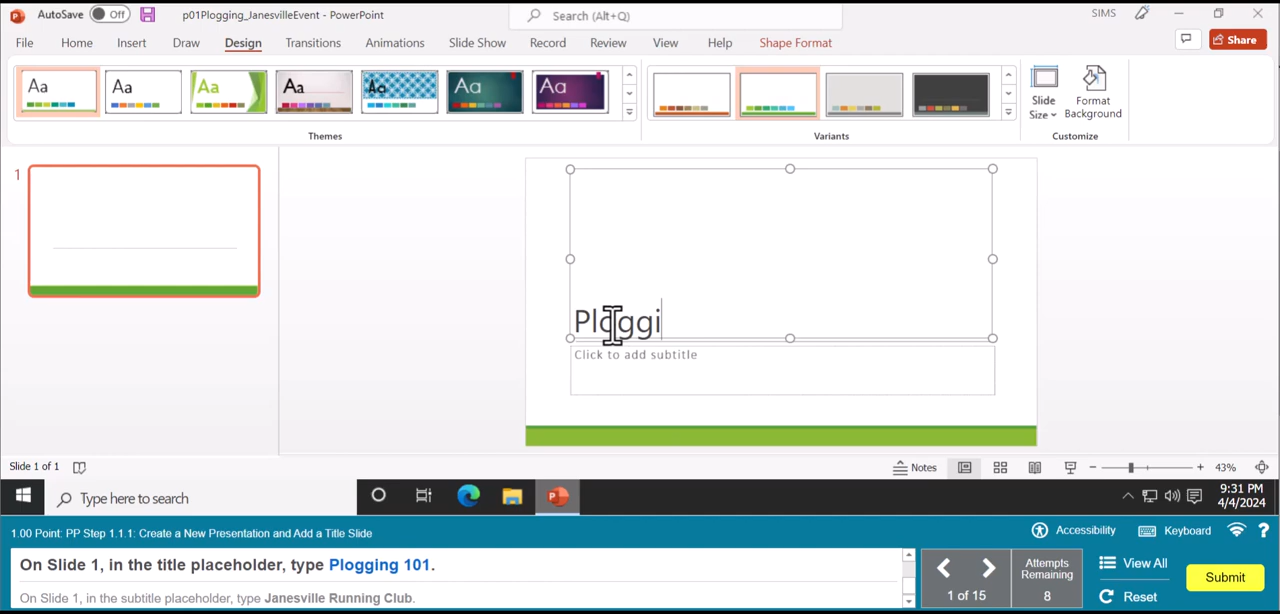 AutoSave Off p01Plogging_JanesvilleEvent - PowerPoint Search (Alt+Q) SIMS
File Home Insert Draw Design Transitions Animations Slide Show Record Review View Help Shape Format Share
Aa Aa Aa Aa Aa Aa Aa
Slide Size
Format Background
Themes Variants Customize
1
Ploggi
Click to add subtitle
Slide 1 of 1 Notes 43%
Type here to search
9:31 PM
4/4/2024
1.00 Point: PP Step 1.1.1: Create a New Presentation and Add a Title Slide Accessibility Keyboard ?
On Slide 1, in the title placeholder, type Plogging 101.
On Slide 1, in the subtitle placeholder, type Janesville Running Club.
1 of 15
Attempts Remaining
8
View All
Reset
Submit